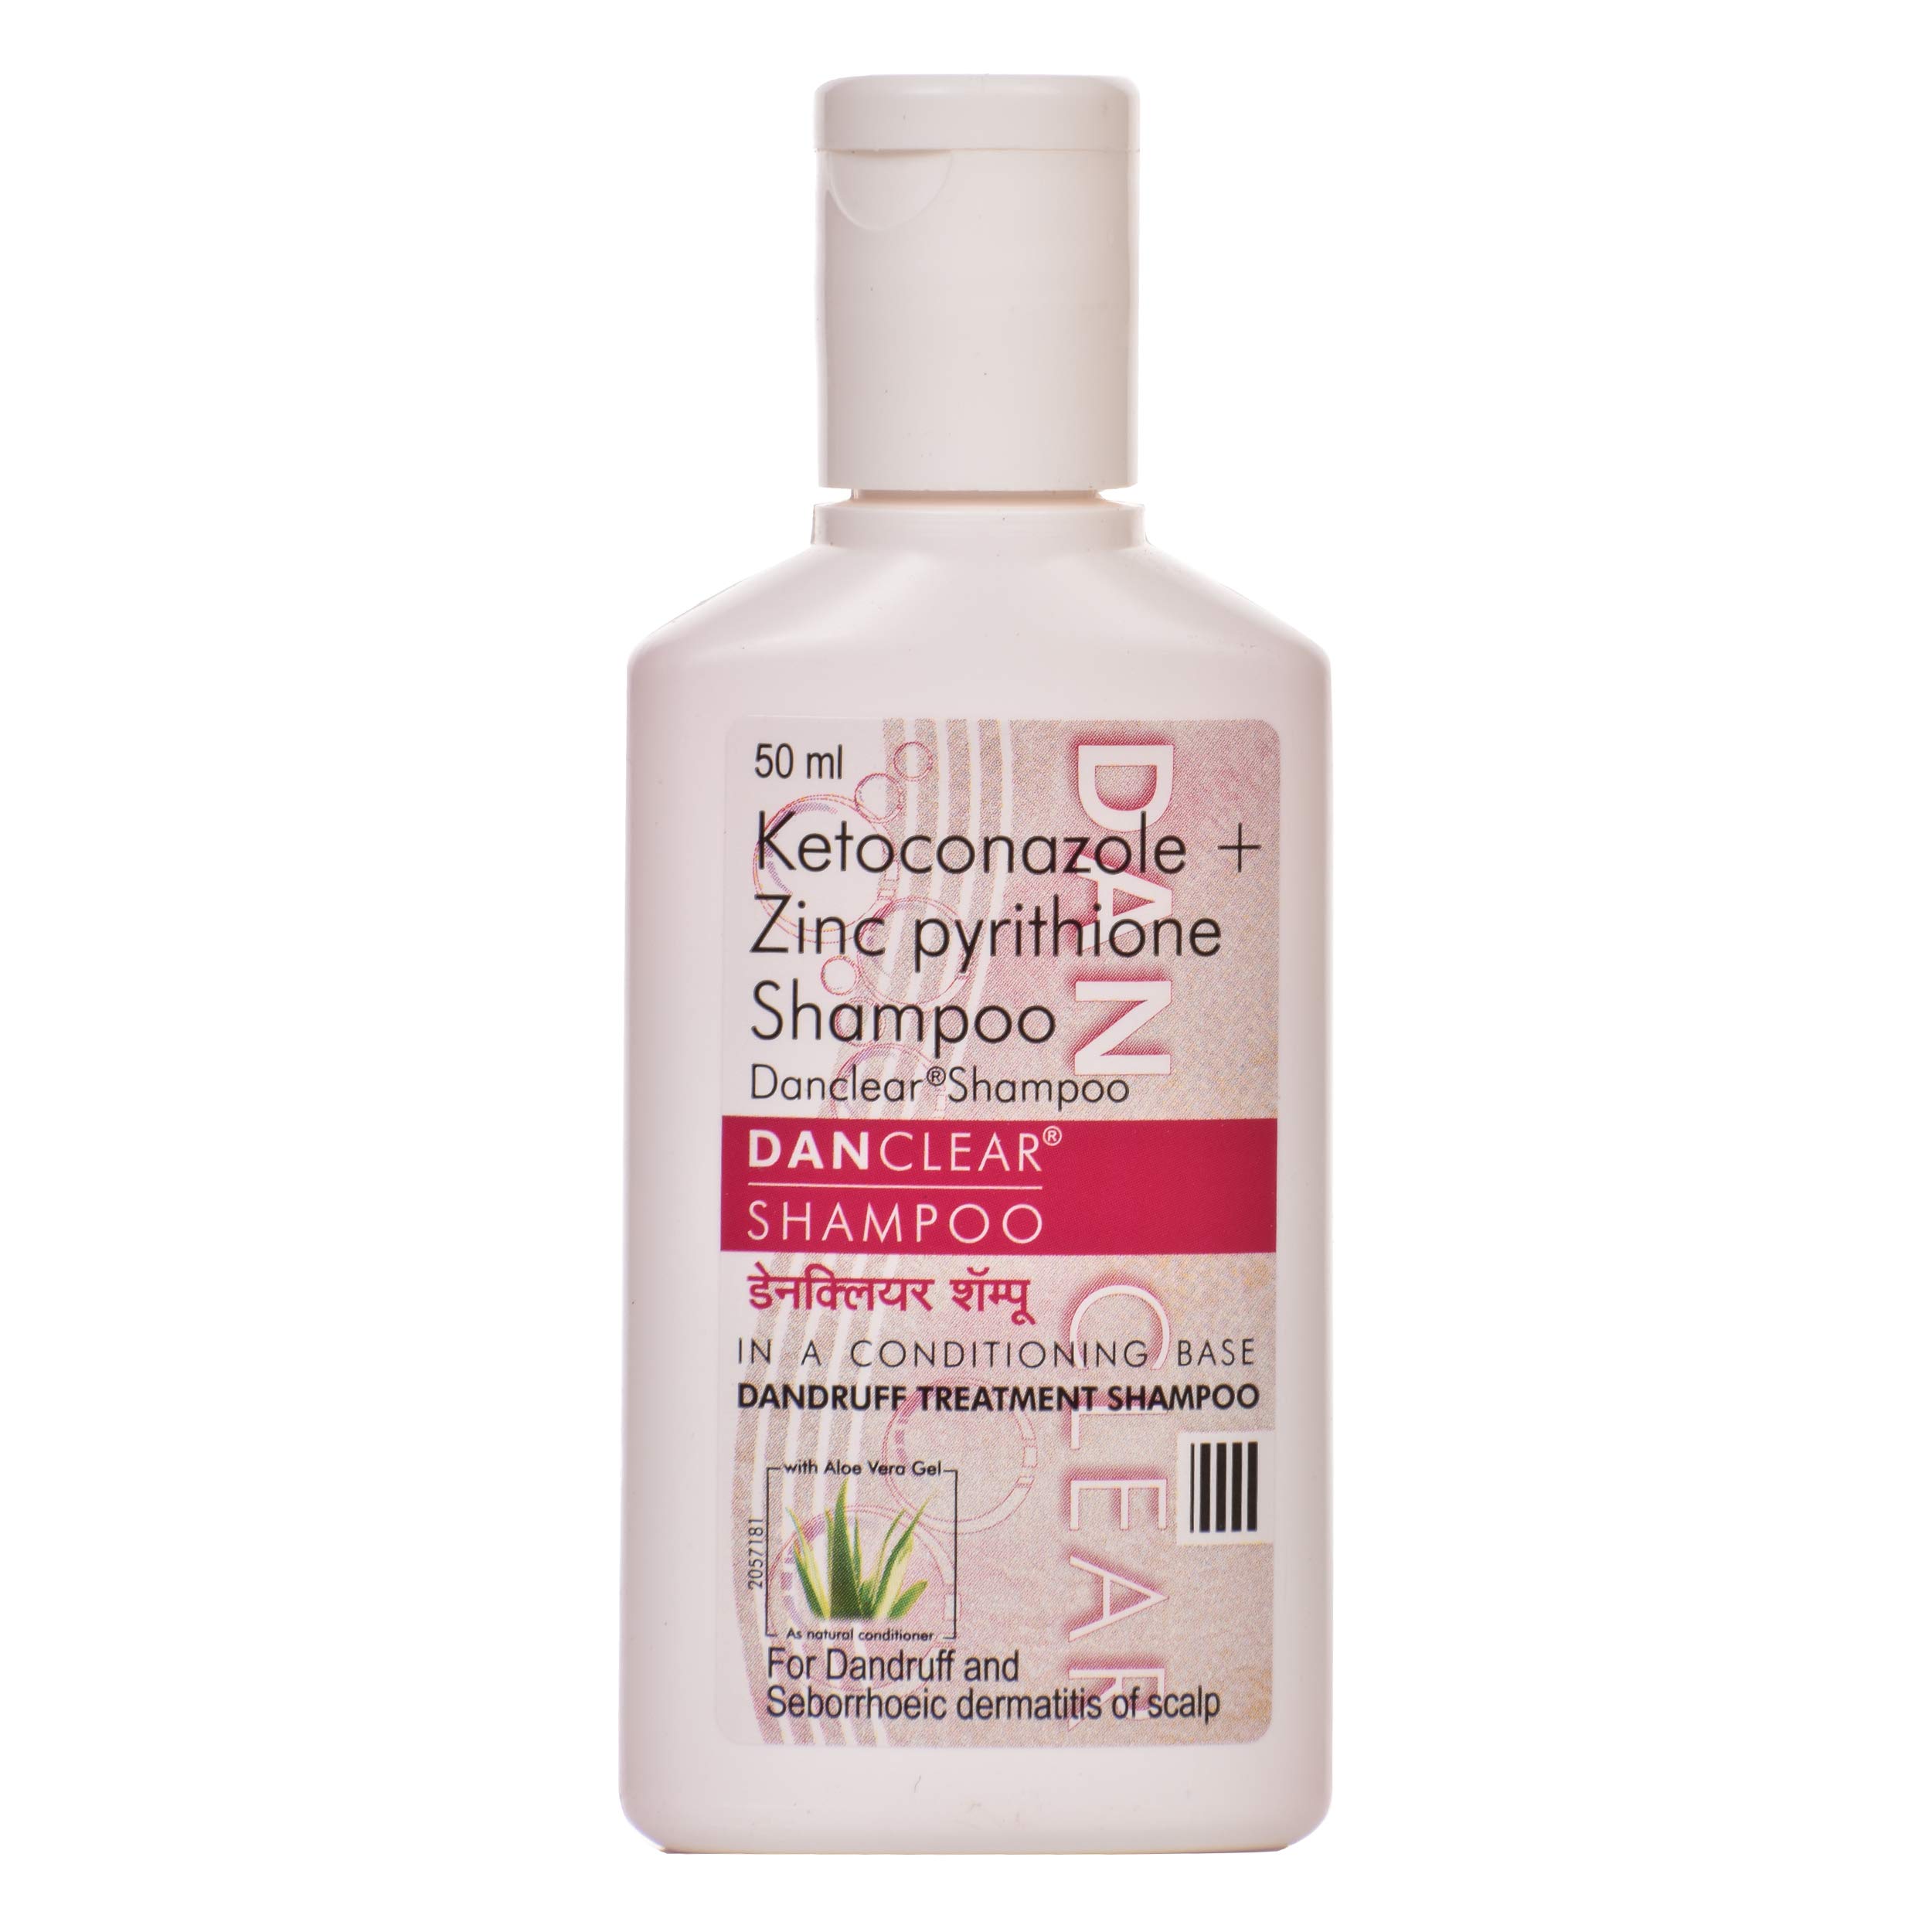 50 ml
Ketoconazole +
Zinc pyrithione
Shampoo
Danclear®Shampoo
DANCLEAR®
SHAMPOO
डेनक्लियर शॅम्पू
IN A CONDITIONING BASE
DANDRUFF TREATMENT SHAMPOO
with Aloe Vera Gel
2057181
As natural conditioner
For Dandruff and
Seborrhoeic dermatitis of scalp
DAN CLEAR